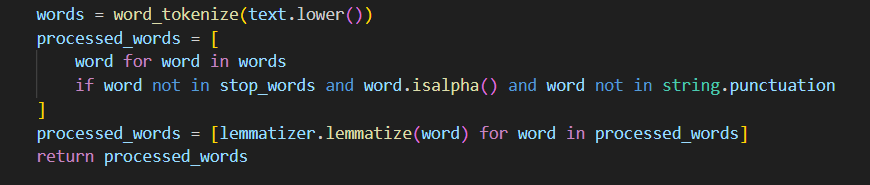 words = word_tokenize(text.lower())
processed_words = [
    word for word in words
    if word not in stop_words and word.isalpha() and word not in string.punctuation
]
processed_words = [lemmatizer.lemmatize(word) for word in processed_words]
return processed_words